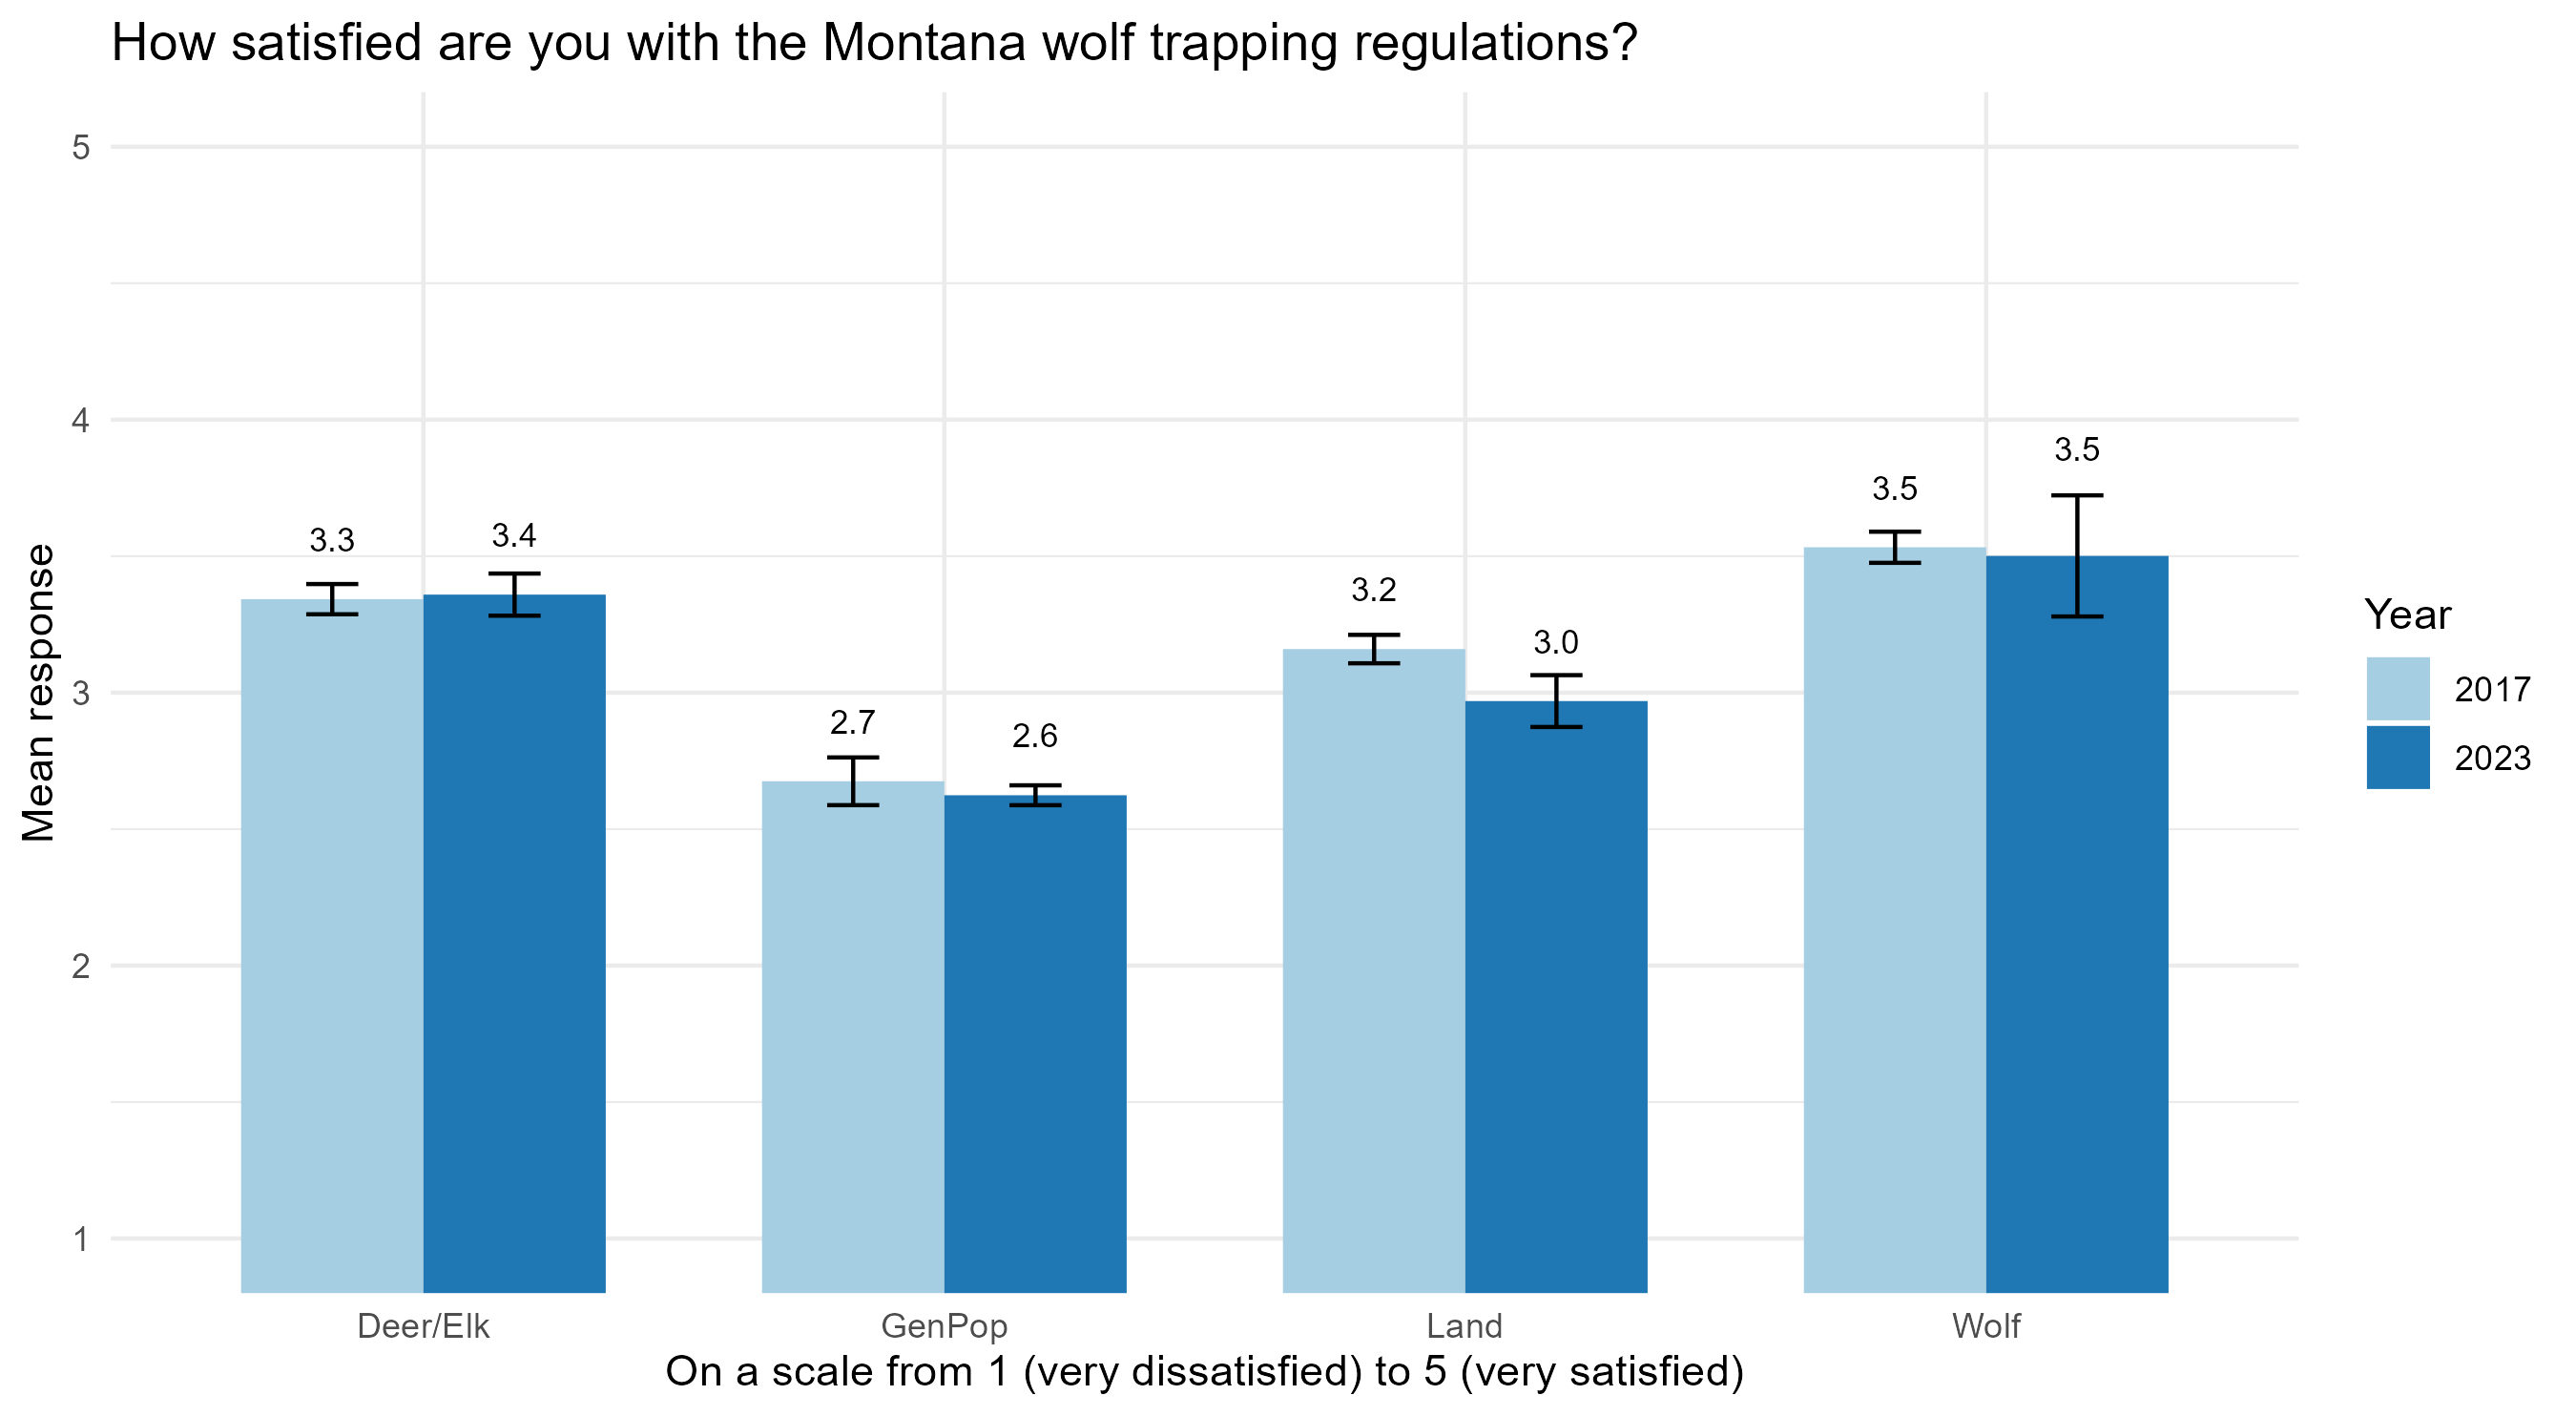 How satisfied are you with the Montana wolf trapping regulations?
5
4
3
2
1
Mean response
3.3
3.4
2.7
2.6
3.2
3.0
3.5
3.5
Deer/Elk
GenPop
Land
Wolf
On a scale from 1 (very dissatisfied) to 5 (very satisfied)
Year
2017
2023